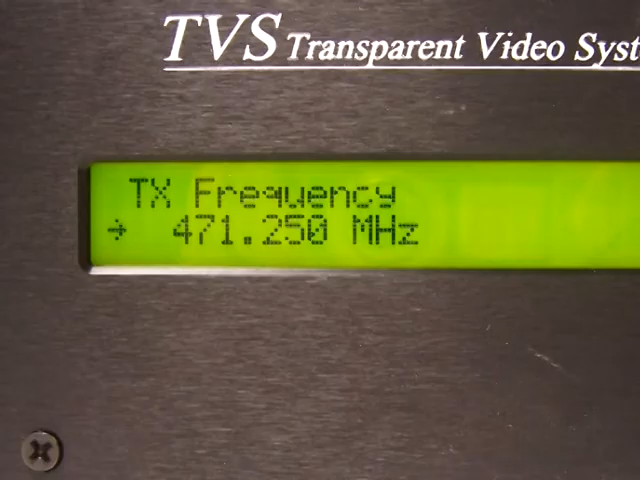 TVS Transparent Video Syst
TX Frequency
→ 471.250 MHz